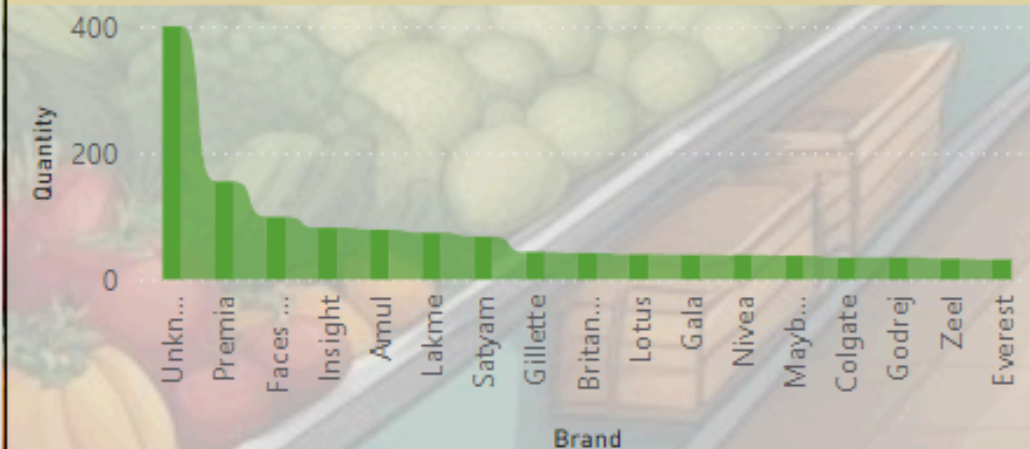 400
200
0
Quantity
Unkn...
Premia
Faces ...
Insight
Amul
Lakme
Satyam
Gillette
Britan...
Lotus
Gala
Nivea
Mayb...
Colgate
Godrej
Zeel
Everest
Brand